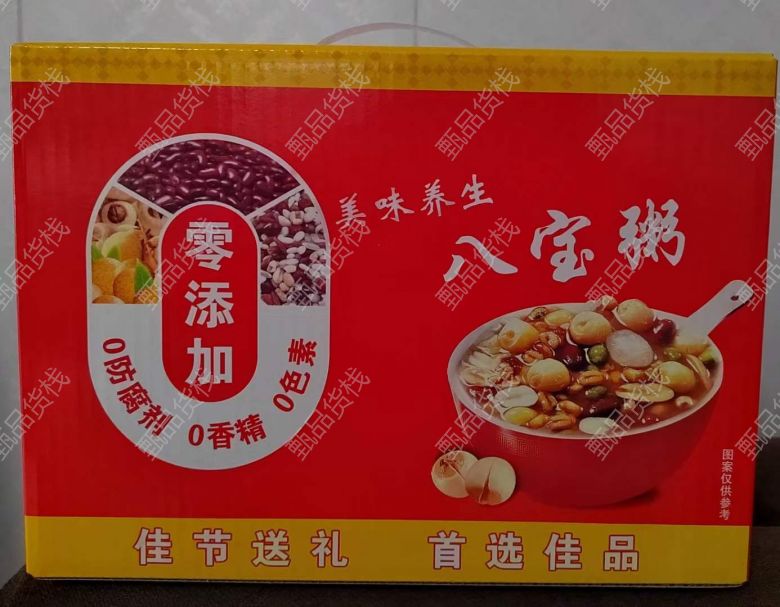 美味养生
八宝粥
零添加
0防腐剂
0香精
0色素
图案仅供参考
佳节送礼 首选佳品
甄品货栈